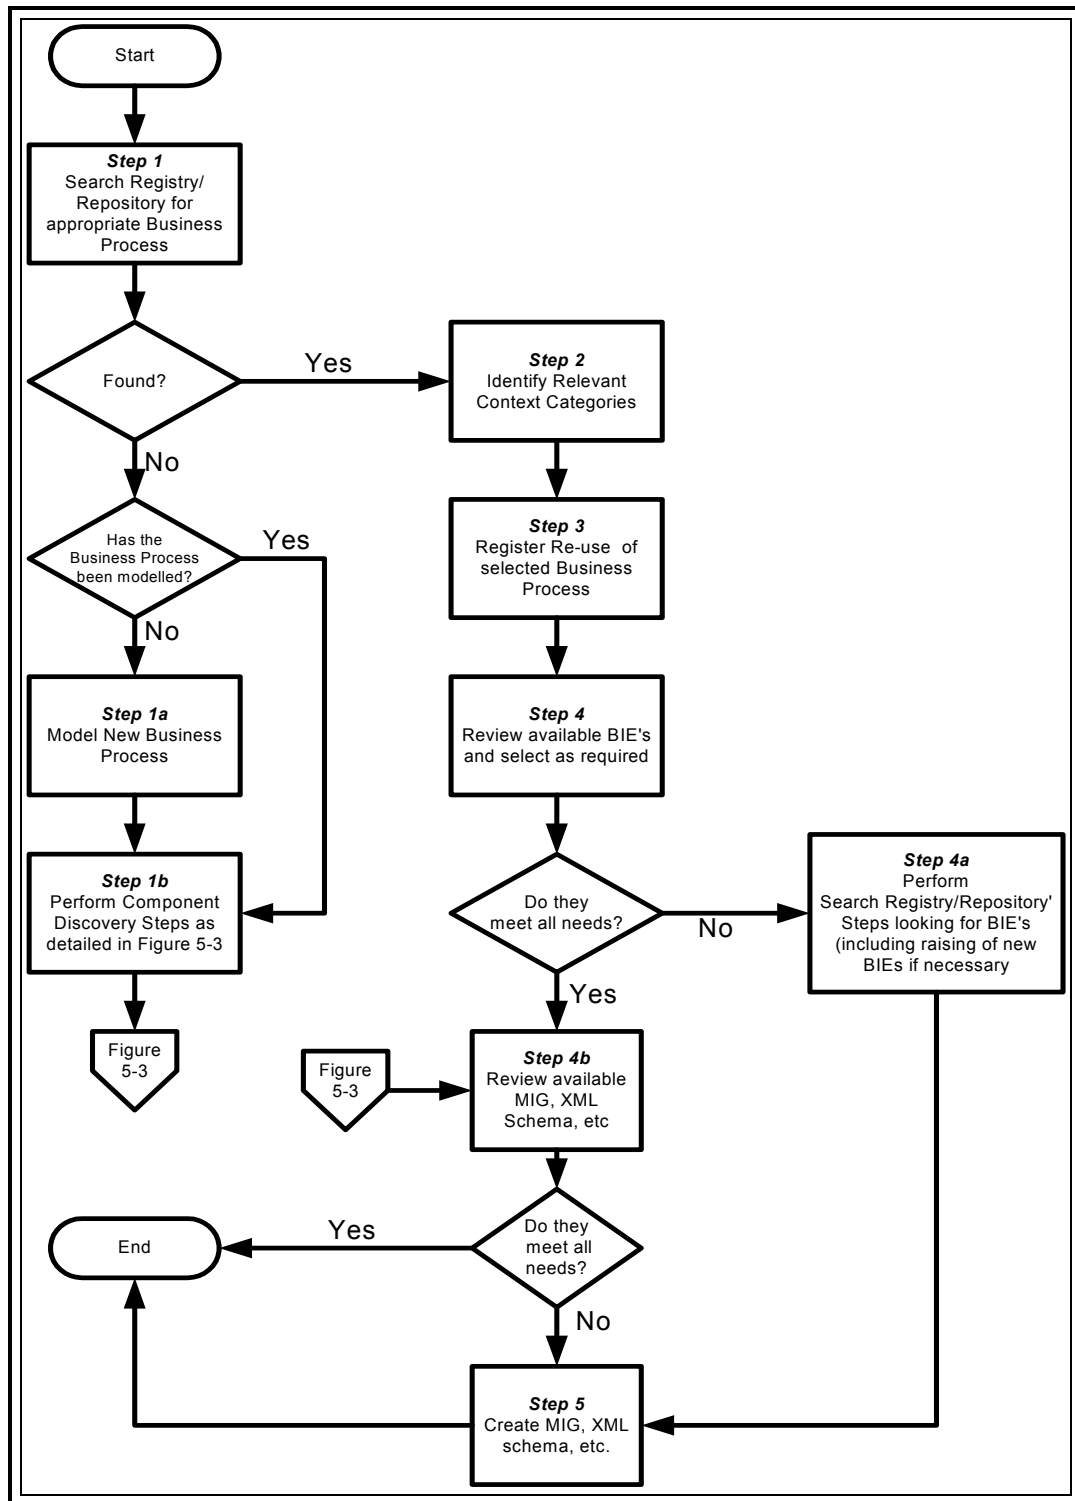 Start
Step 1
Search Registry/
Repository for
appropriate Business
Process
Found?
Yes
No
Step 2
Identify Relevant
Context Categories
Has the
Business Process
been modelled?
Yes
No
Step 3
Register Re-use of
selected Business
Process
Step 1a
Model New Business
Process
Step 4
Review available BIE's
and select as required
Step 1b
Perform Component
Discovery Steps as
detailed in Figure 5-3
Do they
meet all needs?
No
Yes
Step 4a
Perform
Search Registry/Repository'
Steps looking for BIE's
(including raising of new
BIEs if necessary
Figure
5-3
Figure
5-3
Step 4b
Review available
MIG, XML
Schema, etc
End
Yes
Do they
meet all
needs?
No
Step 5
Create MIG, XML
schema, etc.